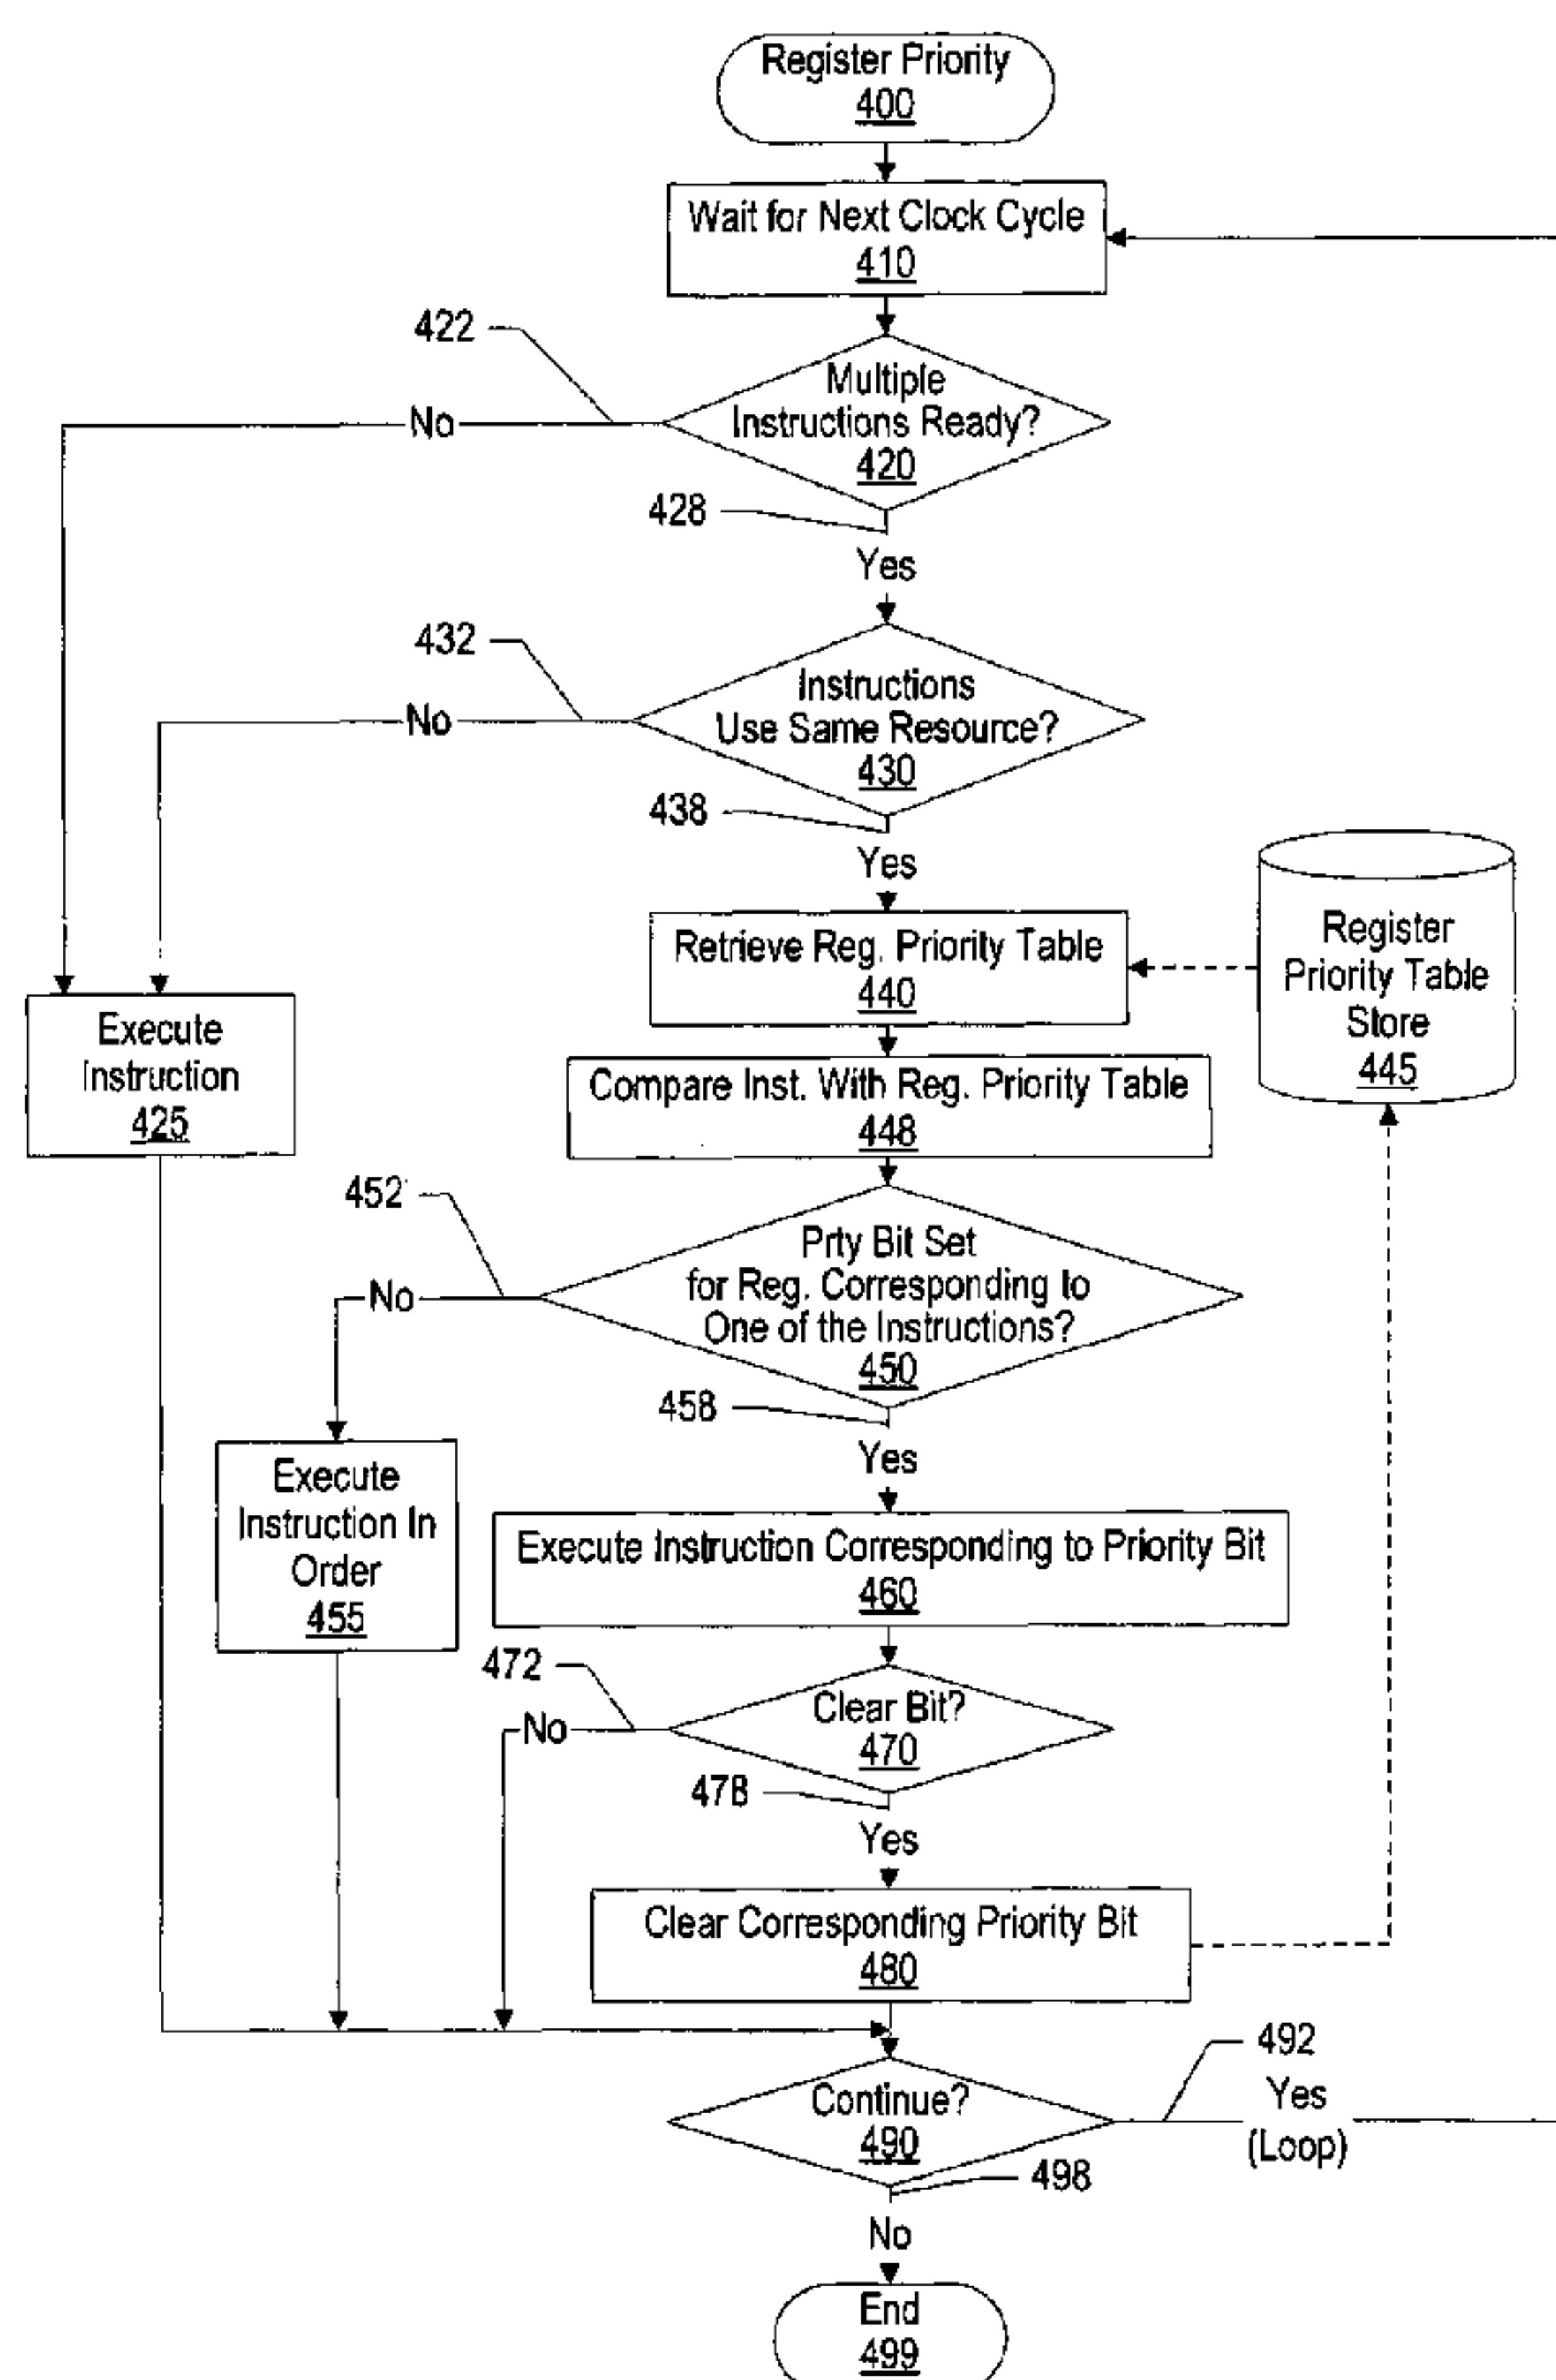 Register Priority
400
Wait for Next Clock Cycle
410
422
Multiple
Instructions Ready?
420
No
428
Yes
432
Instructions
Use Same Resource?
430
No
438
Yes
Retrieve Reg. Priority Table
440
Register
Priority Table
Store
445
Execute
Instruction
425
Compare Inst. With Reg. Priority Table
448
452
Prty Bit Set
for Reg. Corresponding to
One of the Instructions?
450
No
458
Yes
Execute
Instruction In
Order
455
Execute Instruction Corresponding to Priority Bit
460
472
Clear Bit?
470
No
478
Yes
Clear Corresponding Priority Bit
480
492
Continue?
490
Yes
(Loop)
498
No
End
499